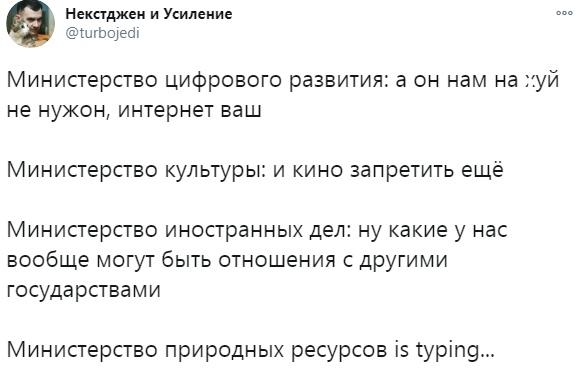 Некстджен и Усиление
@turbojedi
Министерство цифрового развития: а он нам на хуй
не нужон, интернет ваш
Министерство культуры: и кино запретить ещё
Министерство иностранных дел: ну какие у нас
вообще могут быть отношения с другими
государствами
Министерство природных ресурсов is typing...